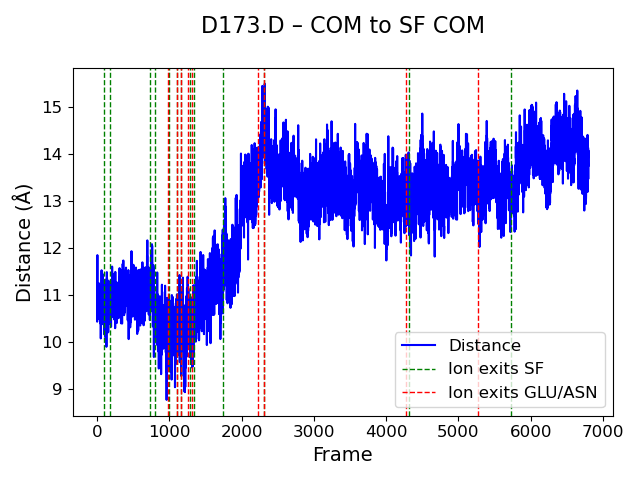 D173.D – COM to SF COM
Distance (Å)
15
14
13
12
11
10
9
0
1000
2000
3000
4000
5000
6000
7000
Frame
Distance
Ion exits SF
Ion exits GLU/ASN